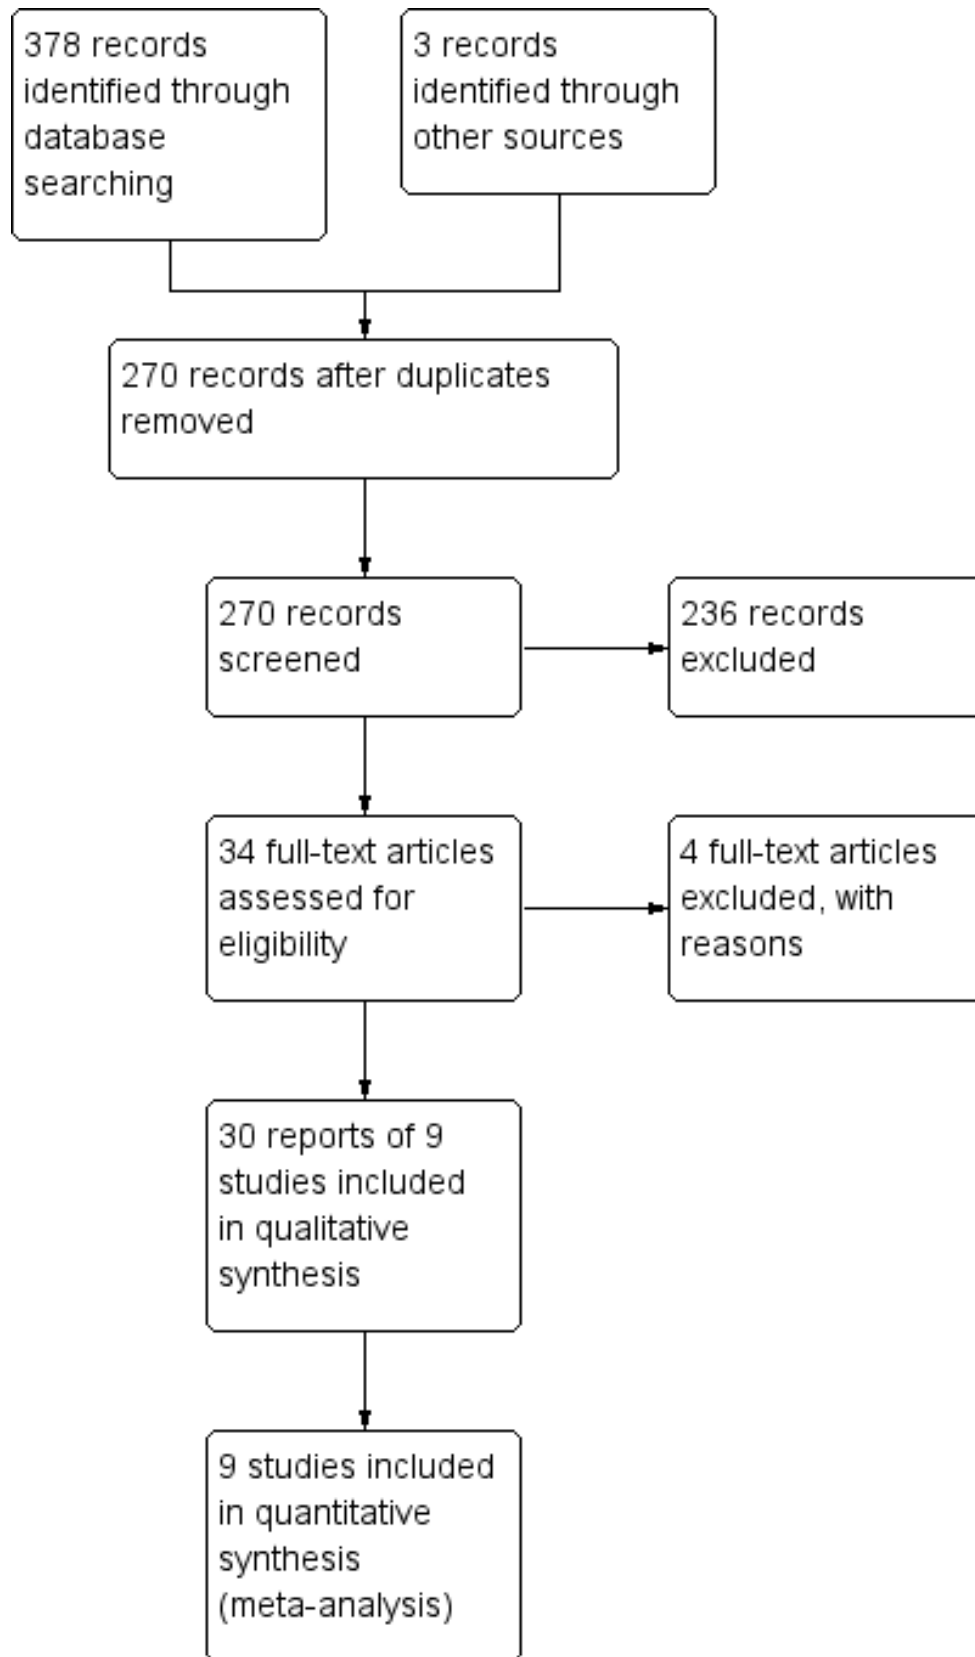 378 records
identified through
database
searching
3 records
identified through
other sources
270 records after duplicates
removed
270 records
screened
236 records
excluded
34 full-text articles
assessed for
eligibility
4 full-text articles
excluded, with
reasons
30 reports of 9
studies included
in qualitative
synthesis
9 studies included
in quantitative
synthesis
(meta-analysis)